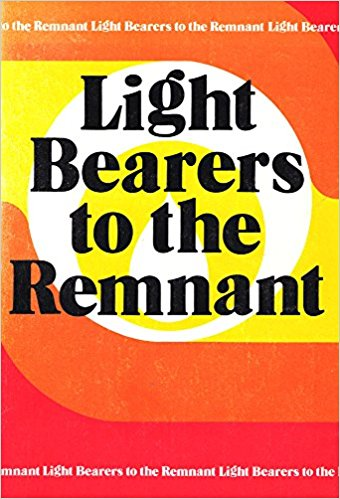 o the Remnant Light Bearers to the Remnant Light Bearer
Light
Bearers
to the
Remnant
mnant Light Bearers to the Remnant Light Bearers to the